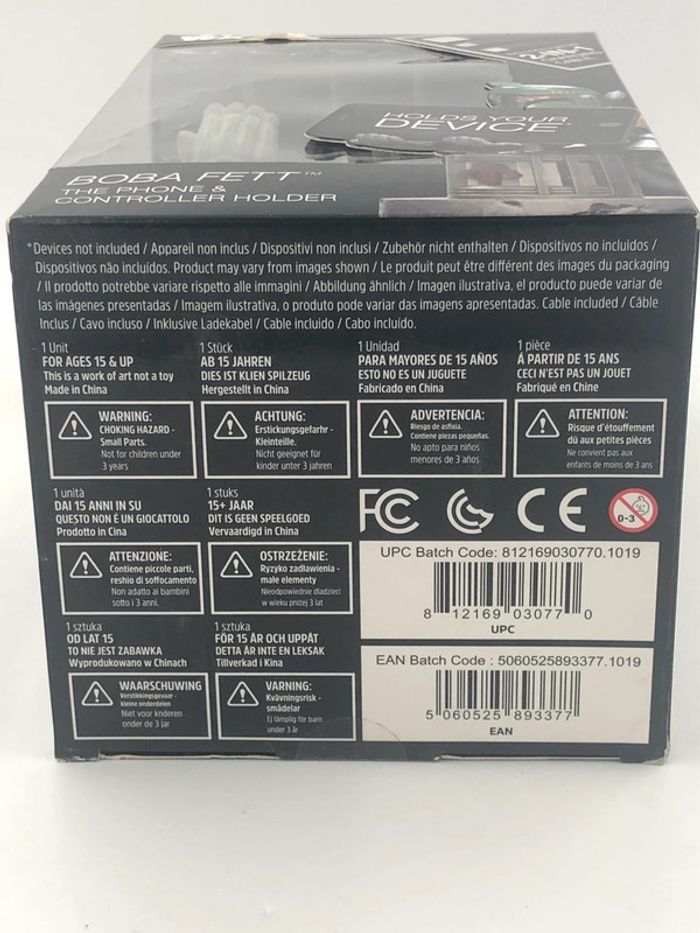 2-IN-1
HOLDS YOUR
DEVICE*
BOBA FETT™
THE PHONE &
CONTROLLER HOLDER
*Devices not included / Appareil non inclus / Dispositivi non inclusi / Zubehör nicht enthalten / Dispositivos no incluidos /
Dispositivos não incluídos. Product may vary from images shown / Le produit peut être différent des images du packaging
/ Il prodotto potrebbe variare rispetto alle immagini / Abbildung ähnlich / Imagen ilustrativa, el producto puede variar de
las imágenes presentadas / Imagem ilustrativa, o produto pode variar das imagens apresentadas. Cable included / Câble
Inclus / Cavo incluso / Inklusive Ladekabel / Cable incluido / Cabo incluído.
1 Unit
FOR AGES 15 & UP
This is a work of art not a toy
Made in China
WARNING:
CHOKING HAZARD -
Small Parts.
Not for children under
3 years
1 Stück
AB 15 JAHREN
DIES IST KLIEN SPILZEUG
Hergestellt in China
ACHTUNG:
Erstickungsgefarhr -
Kleinteille.
Nicht geeignet für
kinder unter 3 jahren
1 Unidad
PARA MAYORES DE 15 AÑOS
ESTO NO ES UN JUGUETE
Fabricado en China
ADVERTENCIA:
Riesgo de asfixia.
Contiene piezas pequeñas.
No apto para niños
menores de 3 años
1 pièce
À PARTIR DE 15 ANS
CECI N'EST PAS UN JOUET
Fabriqué en Chine
ATTENTION:
Risque d'étouffement
dû aux petites pièces
Ne convient pas aux
enfants de moins de 3 ans
1 unità
DAI 15 ANNI IN SU
QUESTO NON È UN GIOCATTOLO
Prodotto in Cina
ATTENZIONE:
Contiene piccole parti,
reshio di soffocamento
Non adatto ai bambini
sotto i 3 anni.
1 stuks
15+ JAAR
DIT IS GEEN SPEELGOED
Vervaardigd in China
OSTRZEŻENIE:
Ryzyko zadławienia -
małe elementy
Nieodpowiednie dladzieci
w wieku pniżej 3 lat
FC CE
0-3
UPC Batch Code: 812169030770.1019
8 12169 03077 0
UPC
1 sztuka
OD LAT 15
TO NIE JEST ZABAWKA
Wyprodukowano w Chinach
WAARSCHUWING
Verstikkingsgevaar -
kleine onderdelen
Niet voor knderen
onder de 3 jar
1 sztuka
FÖR 15 ÅR OCH UPPÅT
DETTA ÄR INTE EN LEKSAK
Tillverkad i Kina
VARNING:
Kvävningsrisk -
smådelar
Ej lämplig för barn
under 3 år
EAN Batch Code : 5060525893377.1019
5 060525 893377
EAN